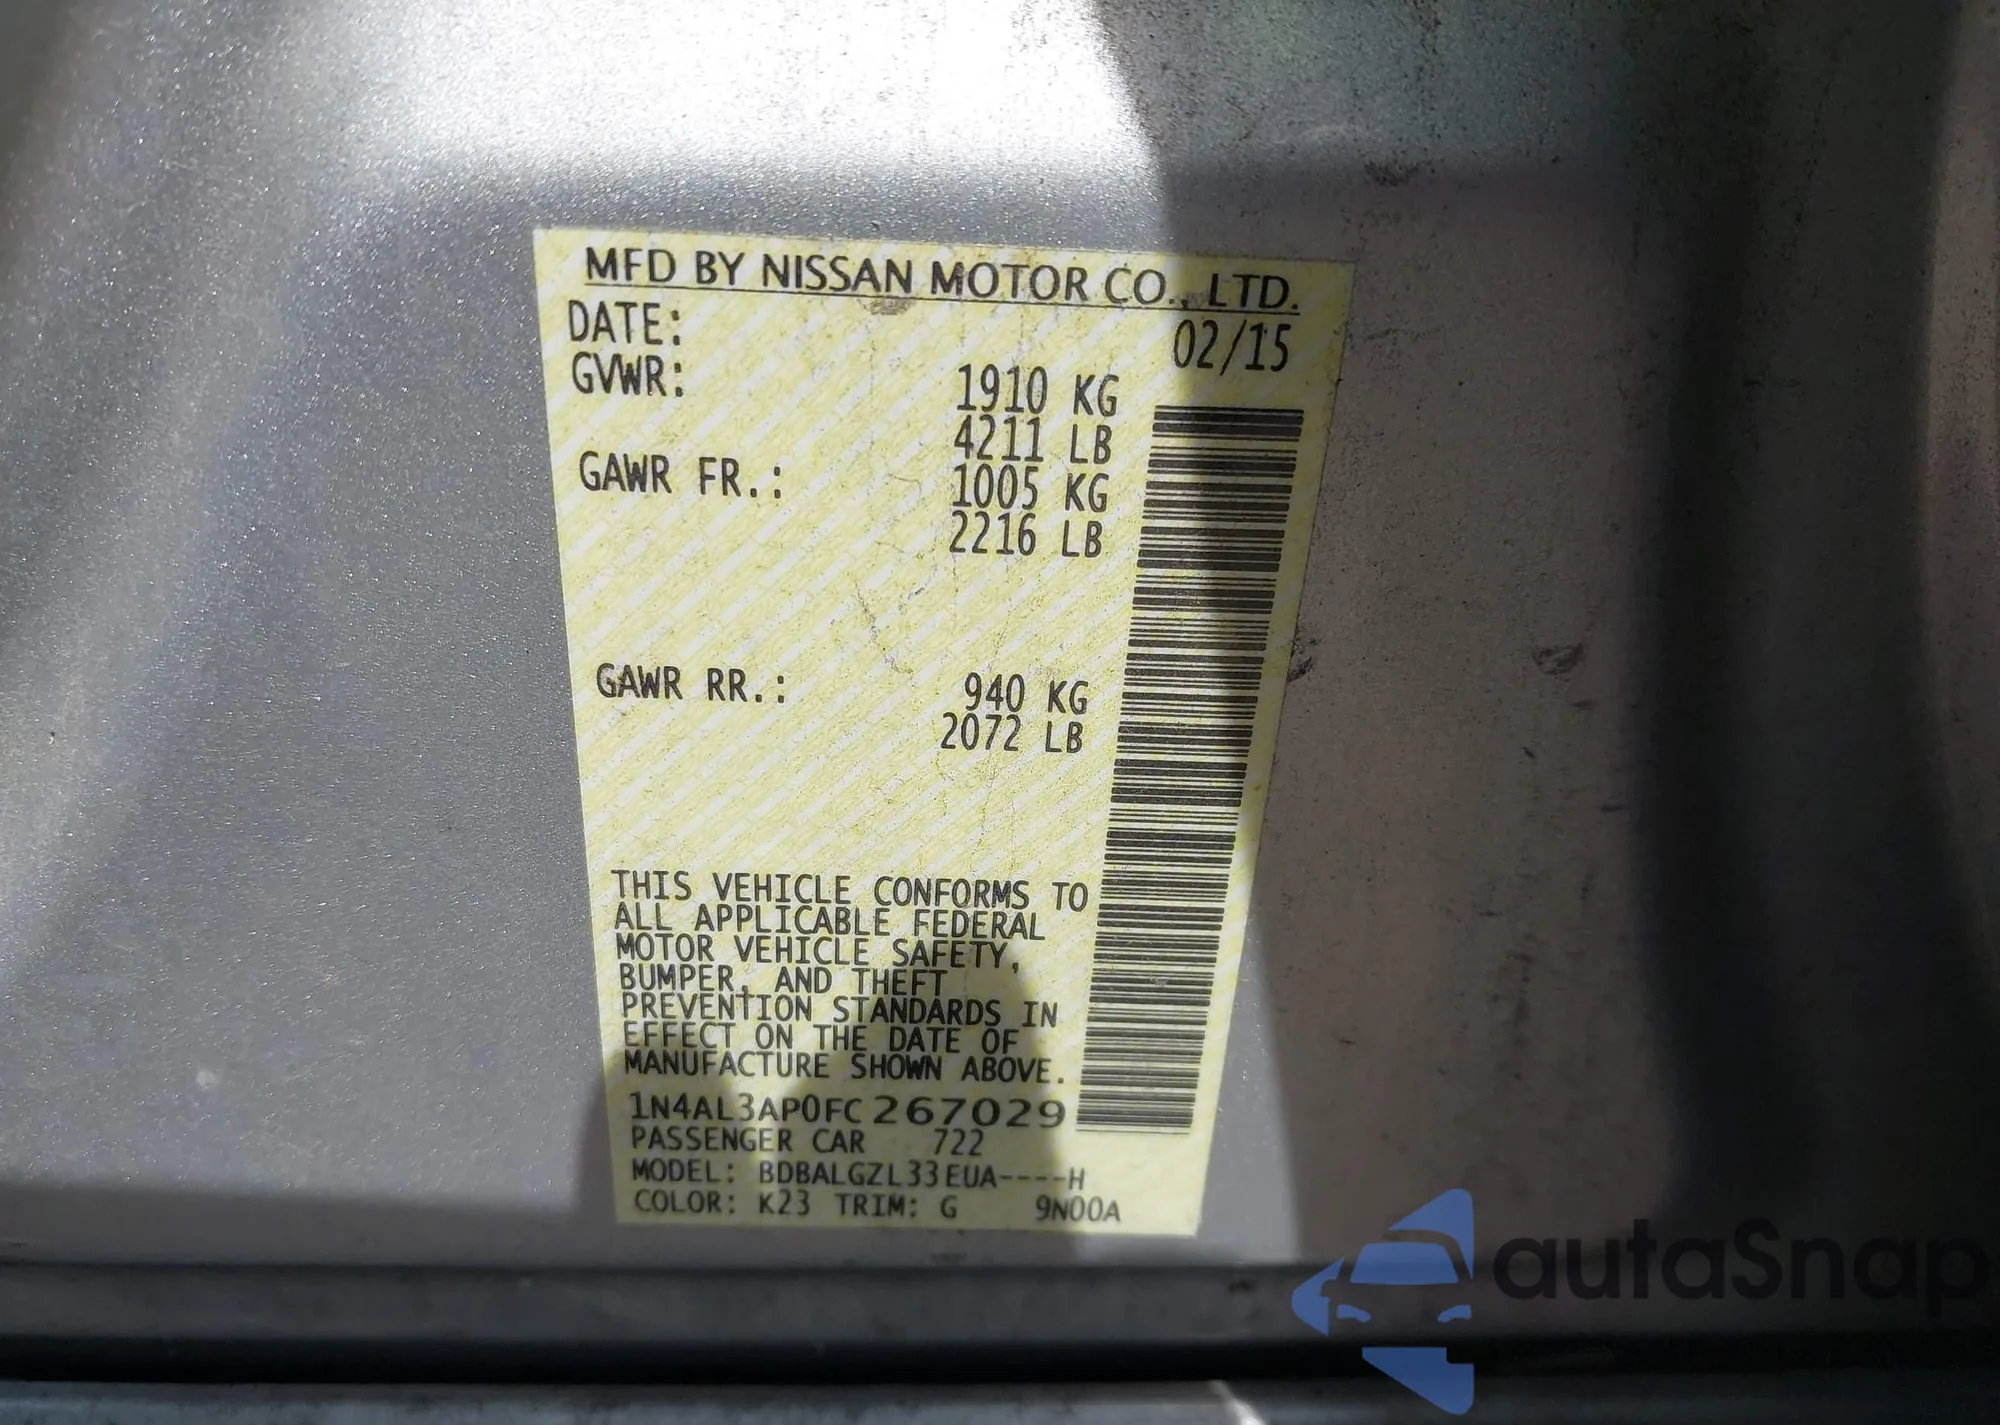 MFD BY NISSAN MOTOR CO., LTD.
DATE: 02/15
GVWR: 1910 KG
4211 LB
GAWR FR.: 1005 KG
2216 LB
GAWR RR.: 940 KG
2072 LB
THIS VEHICLE CONFORMS TO
ALL APPLICABLE FEDERAL
MOTOR VEHICLE SAFETY,
BUMPER, AND THEFT
PREVENTION STANDARDS IN
EFFECT ON THE DATE OF
MANUFACTURE SHOWN ABOVE.
1N4AL3AP0FC267029
PASSENGER CAR 722
MODEL: BDBALGZL33EUA----H
COLOR: K23 TRIM: G 9N00A
autaSnap